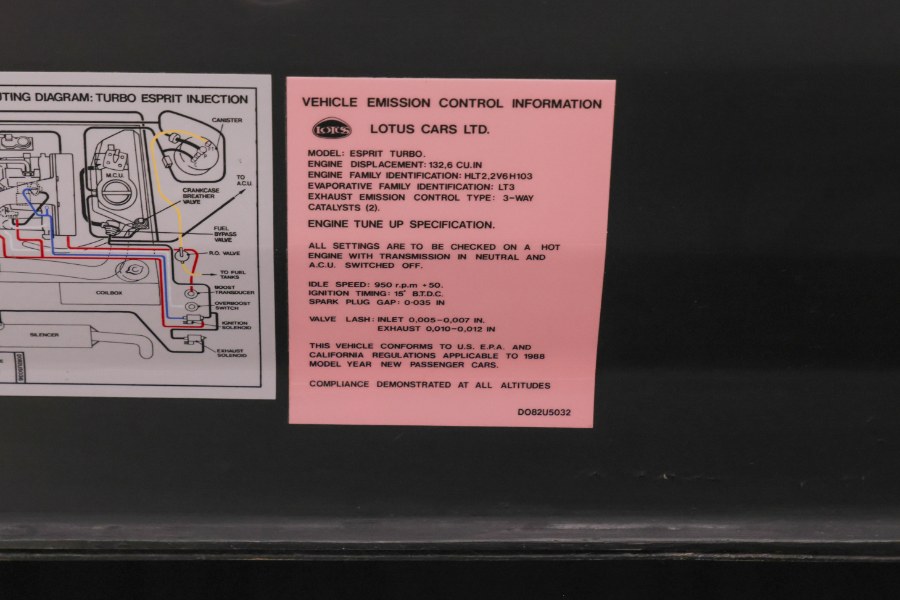 TING DIAGRAM: TURBO ESPRIT INJECTION
CANISTER
TO
A.C.U.
M.C.U.
CRANKCASE
BREATHER
VALVE
FUEL
BYPASS
VALVE
R.O. VALVE
TO FUEL
TANKS
BOOST
TRANSDUCER
OVERBOOST
SWITCH
COILBOX
IGNITION
SOLENOID
SILENCER
EXHAUST
SOLENOID
VEHICLE EMISSION CONTROL INFORMATION
LOTUS
LOTUS CARS LTD.
MODEL: ESPRIT TURBO.
ENGINE DISPLACEMENT: 132,6 CU.IN
ENGINE FAMILY IDENTIFICATION: HLT2,2V6H103
EVAPORATIVE FAMILY IDENTIFICATION: LT3
EXHAUST EMISSION CONTROL TYPE: 3-WAY
CATALYSTS (2).
ENGINE TUNE UP SPECIFICATION.
ALL SETTINGS ARE TO BE CHECKED ON A HOT
ENGINE WITH TRANSMISSION IN NEUTRAL AND
A.C.U. SWITCHED OFF.
IDLE SPEED: 950 r.p.m +50.
IGNITION TIMING: 15° B.T.D.C.
SPARK PLUG GAP: 0·035 IN
VALVE LASH: INLET 0,005-0,007 IN.
EXHAUST 0,010-0,012 IN
THIS VEHICLE CONFORMS TO U.S. E.P.A. AND
CALIFORNIA REGULATIONS APPLICABLE TO 1988
MODEL YEAR NEW PASSENGER CARS.
COMPLIANCE DEMONSTRATED AT ALL ALTITUDES
DO82U5032